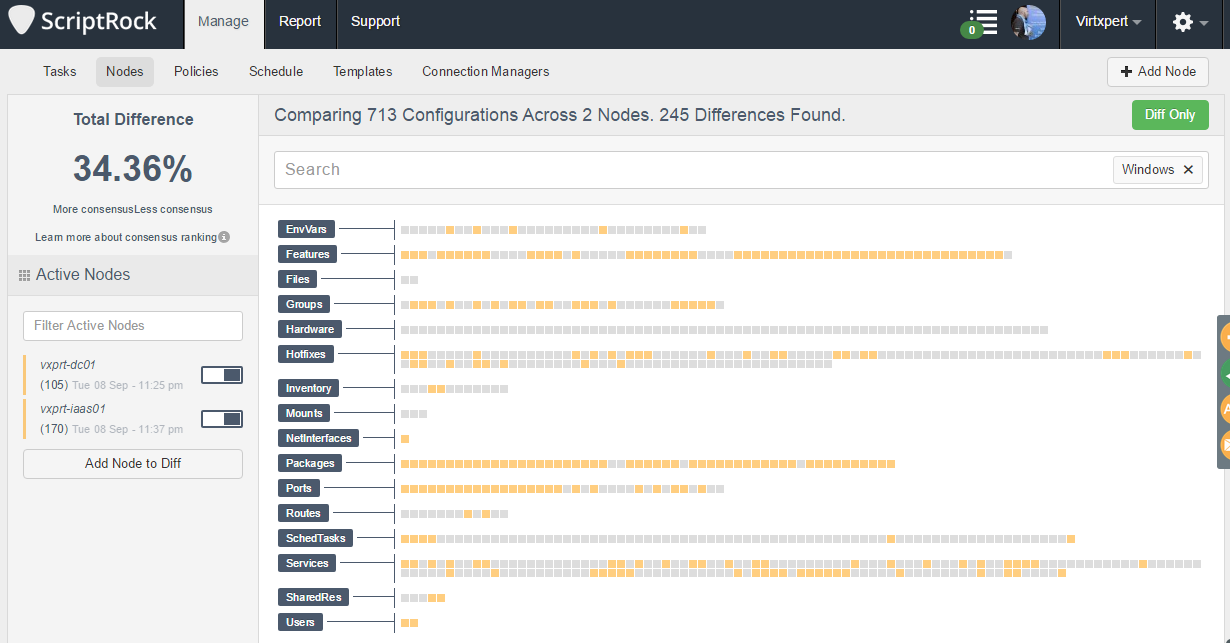 ScriptRock
Manage
Report
Support
0
Virtxpert
Tasks
Nodes
Policies
Schedule
Templates
Connection Managers
Add Node
Total Difference
34.36%
More consensusLess consensus
Learn more about consensus ranking
Active Nodes
Filter Active Nodes
vxprt-dc01
(105) Tue 08 Sep - 11:25 pm
vxprt-iaas01
(170) Tue 08 Sep - 11:37 pm
Add Node to Diff
Comparing 713 Configurations Across 2 Nodes. 245 Differences Found.
Diff Only
Search
Windows
EnvVars
Features
Files
Groups
Hardware
Hotfixes
Inventory
Mounts
NetInterfaces
Packages
Ports
Routes
SchedTasks
Services
SharedRes
Users